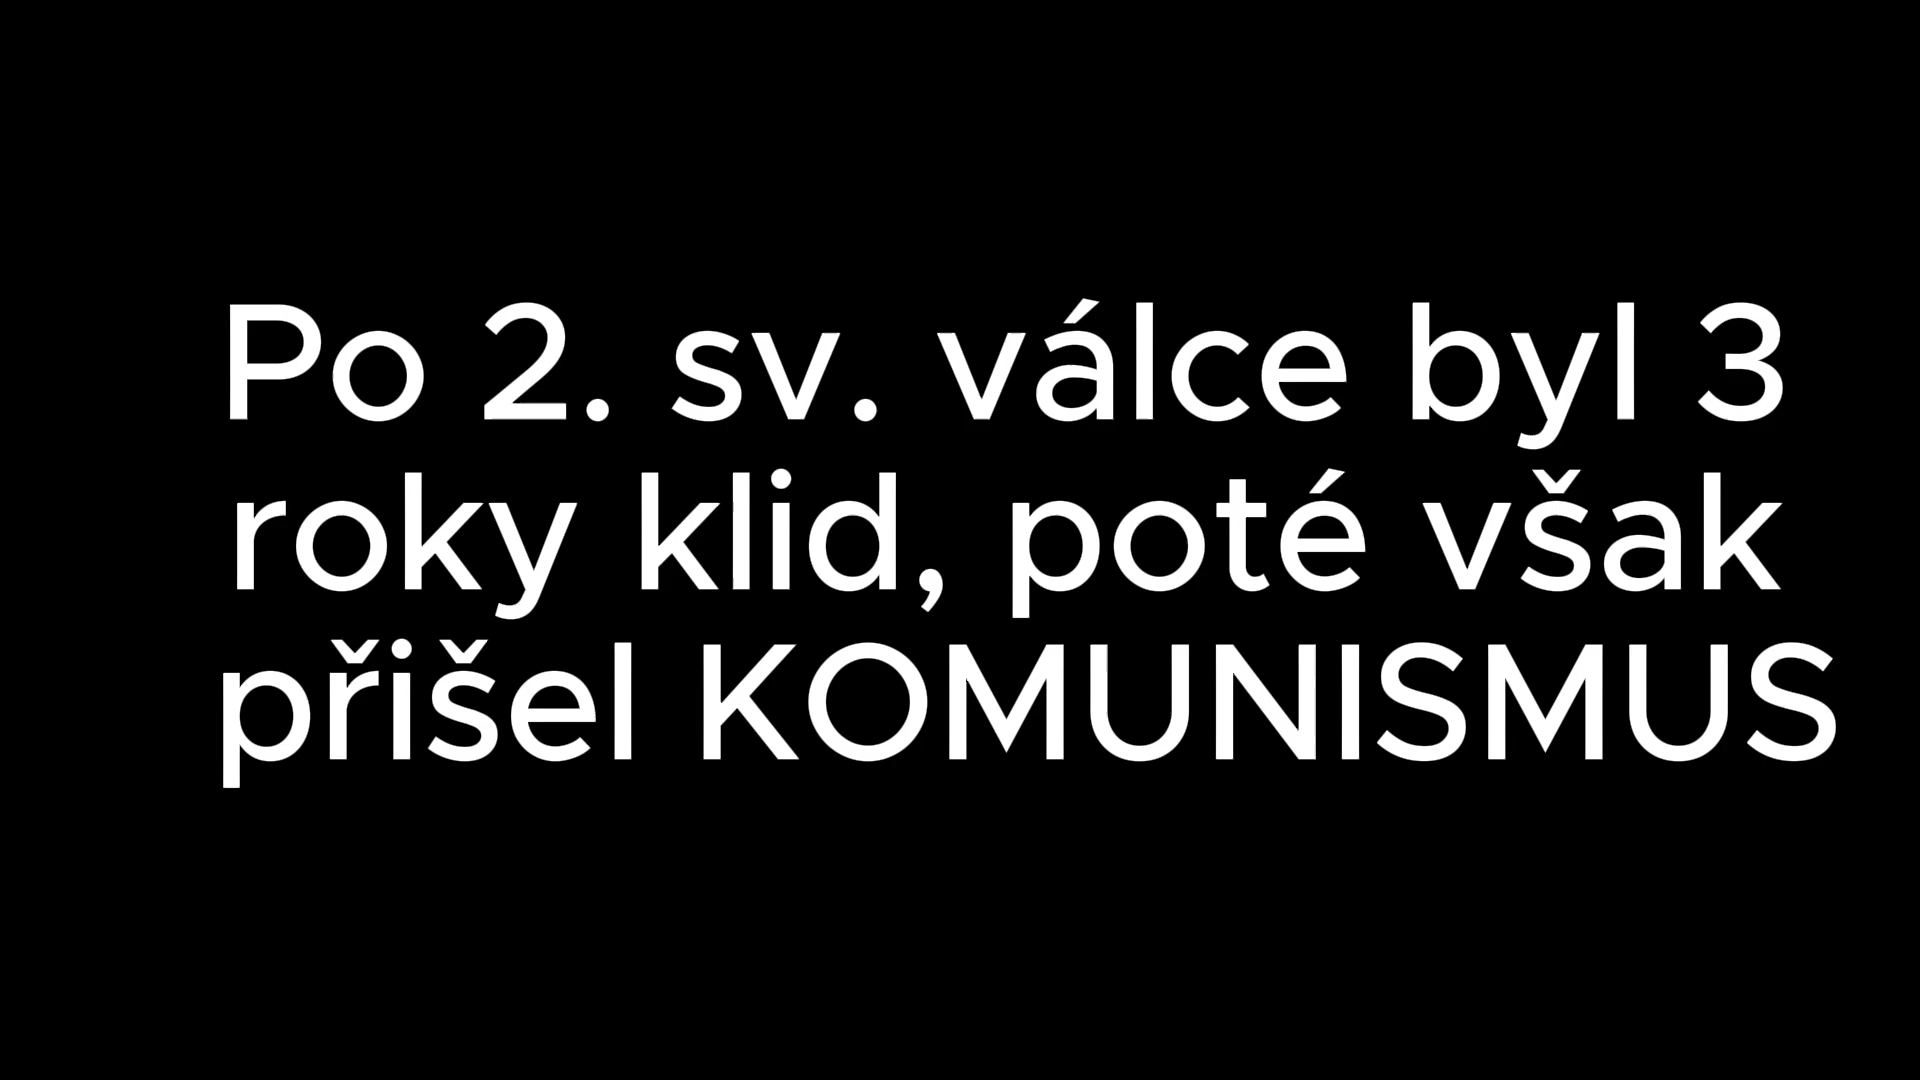 Po 2. sv. válce byl 3
roky klid, poté však
přišel KOMUNISMUS